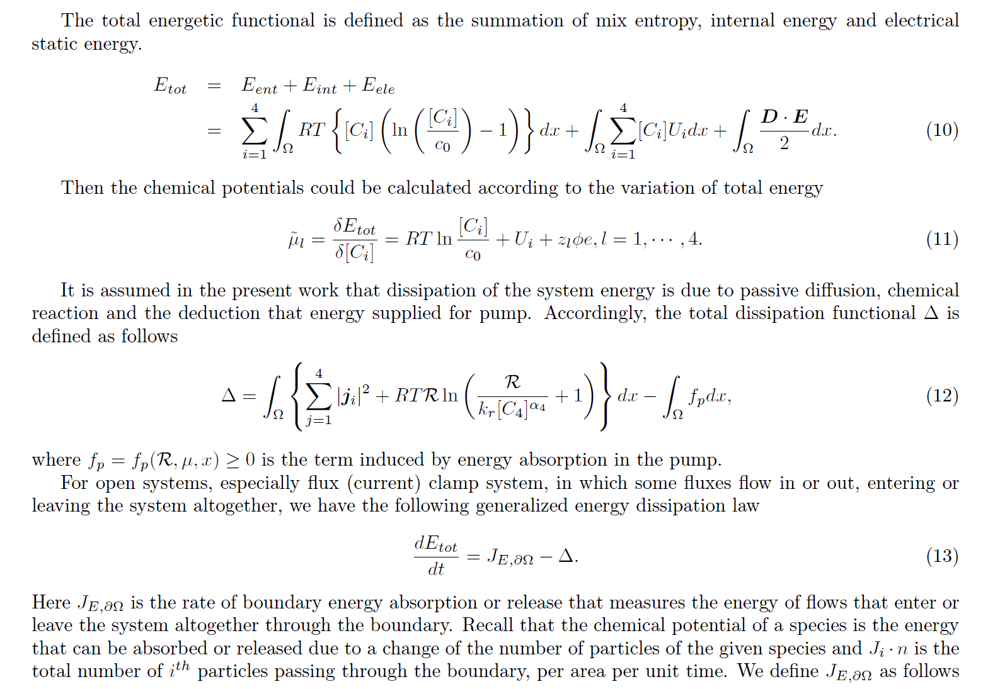 The total energetic functional is defined as the summation of mix entropy, internal energy and electrical
static energy.
E_{tot} = E_{ent} + E_{int} + E_{ele}
= \sum_{i=1}^{4} \int_{\Omega} RT \left\{ [C_i] \left( \ln \left( \frac{[C_i]}{c_0} \right) - 1 \right) \right\} dx + \int_{\Omega} \sum_{i=1}^{4} [C_i] U_i dx + \int_{\Omega} \frac{\boldsymbol{D} \cdot \boldsymbol{E}}{2} dx. (10)
Then the chemical potentials could be calculated according to the variation of total energy
\tilde{\mu}_l = \frac{\delta E_{tot}}{\delta [C_i]} = RT \ln \frac{[C_i]}{c_0} + U_i + z_l \phi e, l = 1, \cdots, 4. (11)
It is assumed in the present work that dissipation of the system energy is due to passive diffusion, chemical
reaction and the deduction that energy supplied for pump. Accordingly, the total dissipation functional Δ is
defined as follows
\Delta = \int_{\Omega} \left\{ \sum_{j=1}^{4} |\boldsymbol{j}_i|^2 + RT \mathcal{R} \ln \left( \frac{\mathcal{R}}{k_r [C_4]^{\alpha_4}} + 1 \right) \right\} dx - \int_{\Omega} f_p dx, (12)
where f_p = f_p(\mathcal{R}, \mu, x) ≥ 0 is the term induced by energy absorption in the pump.
For open systems, especially flux (current) clamp system, in which some fluxes flow in or out, entering or
leaving the system altogether, we have the following generalized energy dissipation law
\frac{dE_{tot}}{dt} = J_{E,\partial\Omega} - \Delta. (13)
Here J_{E,\partial\Omega} is the rate of boundary energy absorption or release that measures the energy of flows that enter or
leave the system altogether through the boundary. Recall that the chemical potential of a species is the energy
that can be absorbed or released due to a change of the number of particles of the given species and J_i · n is the
total number of i^{th} particles passing through the boundary, per area per unit time. We define J_{E,\partial\Omega} as follows